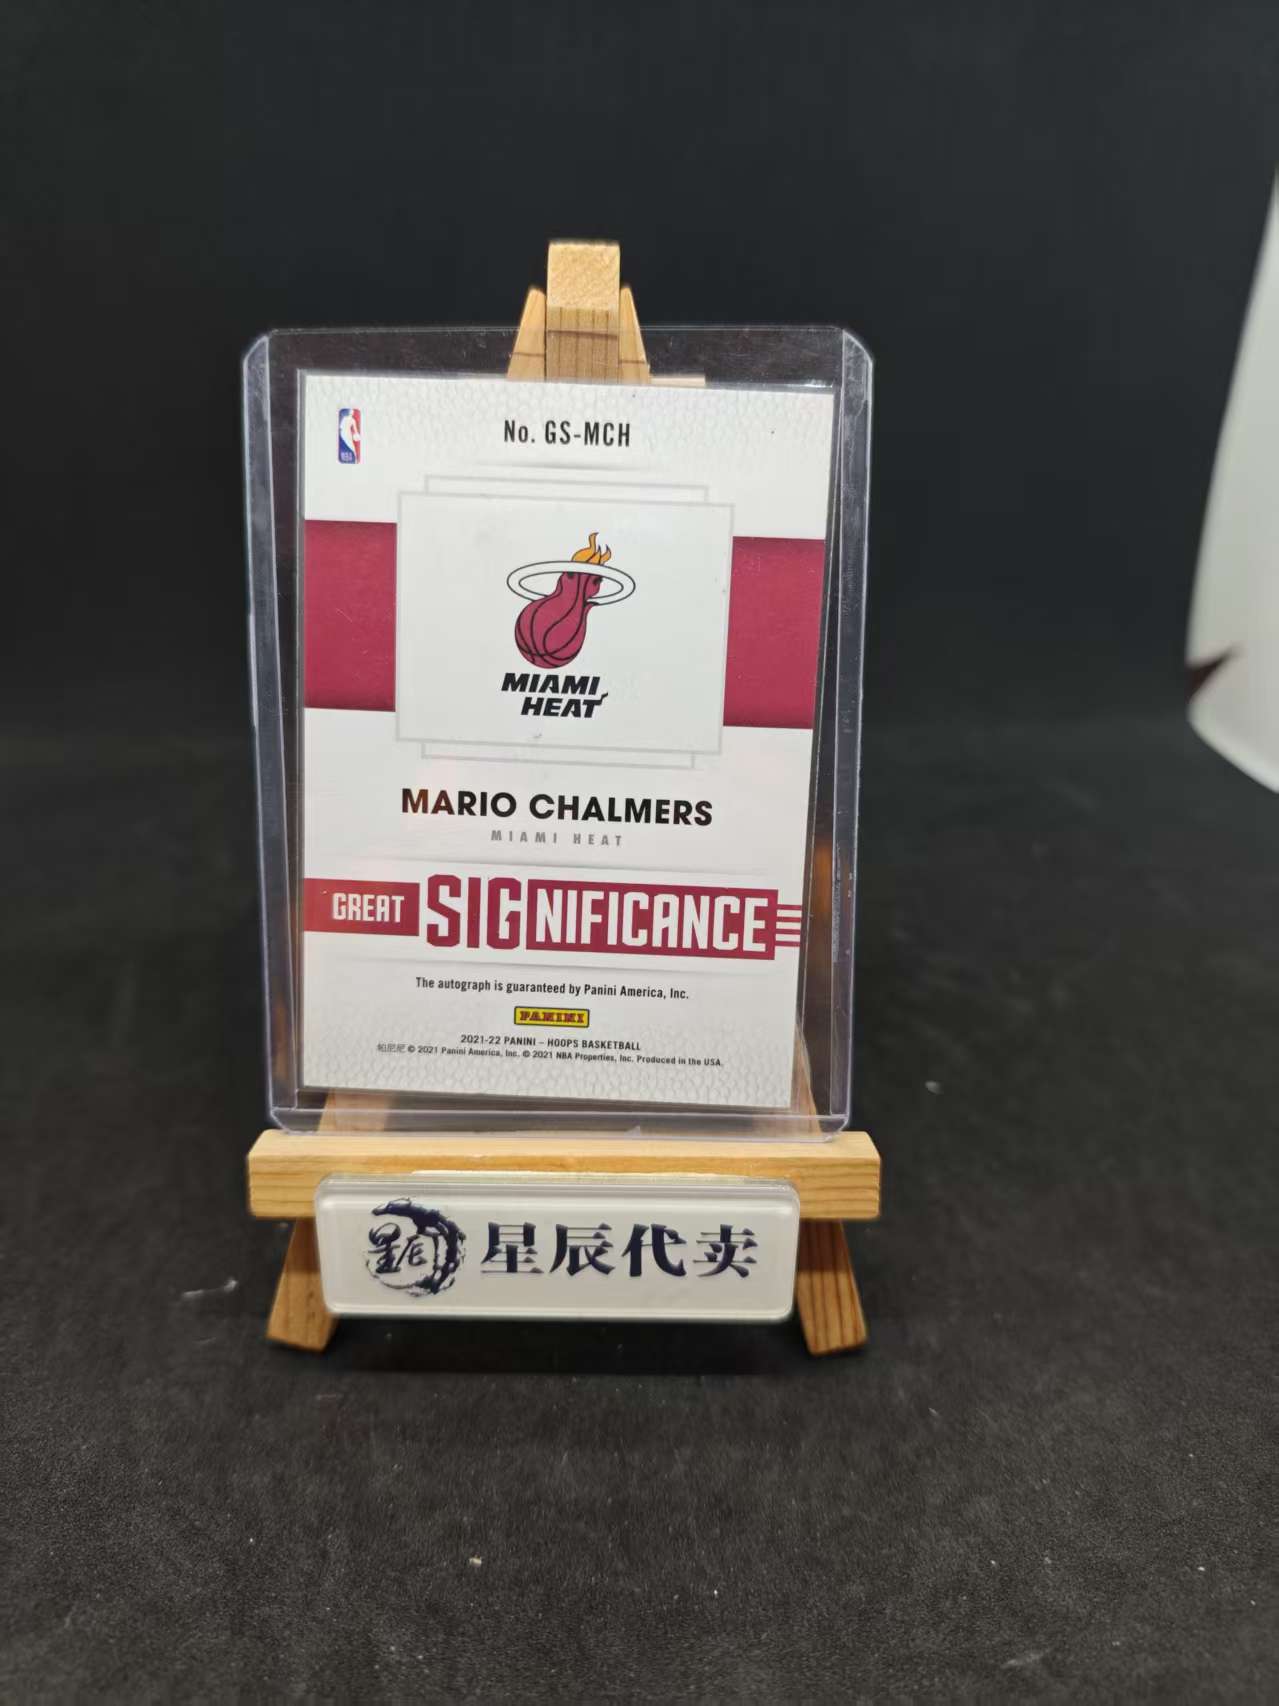 No. GS-MCH
NBA
MIAMI
HEAT
MARIO CHALMERS
MIAMI HEAT
GREAT SIGNIFICANCE
The autograph is guaranteed by Panini America, Inc.
PANINI
2021-22 PANINI - HOOPS BASKETBALL
帕尼尼 © 2021 Panini America, Inc. © 2021 NBA Properties, Inc. Produced in the USA.
星辰代卖